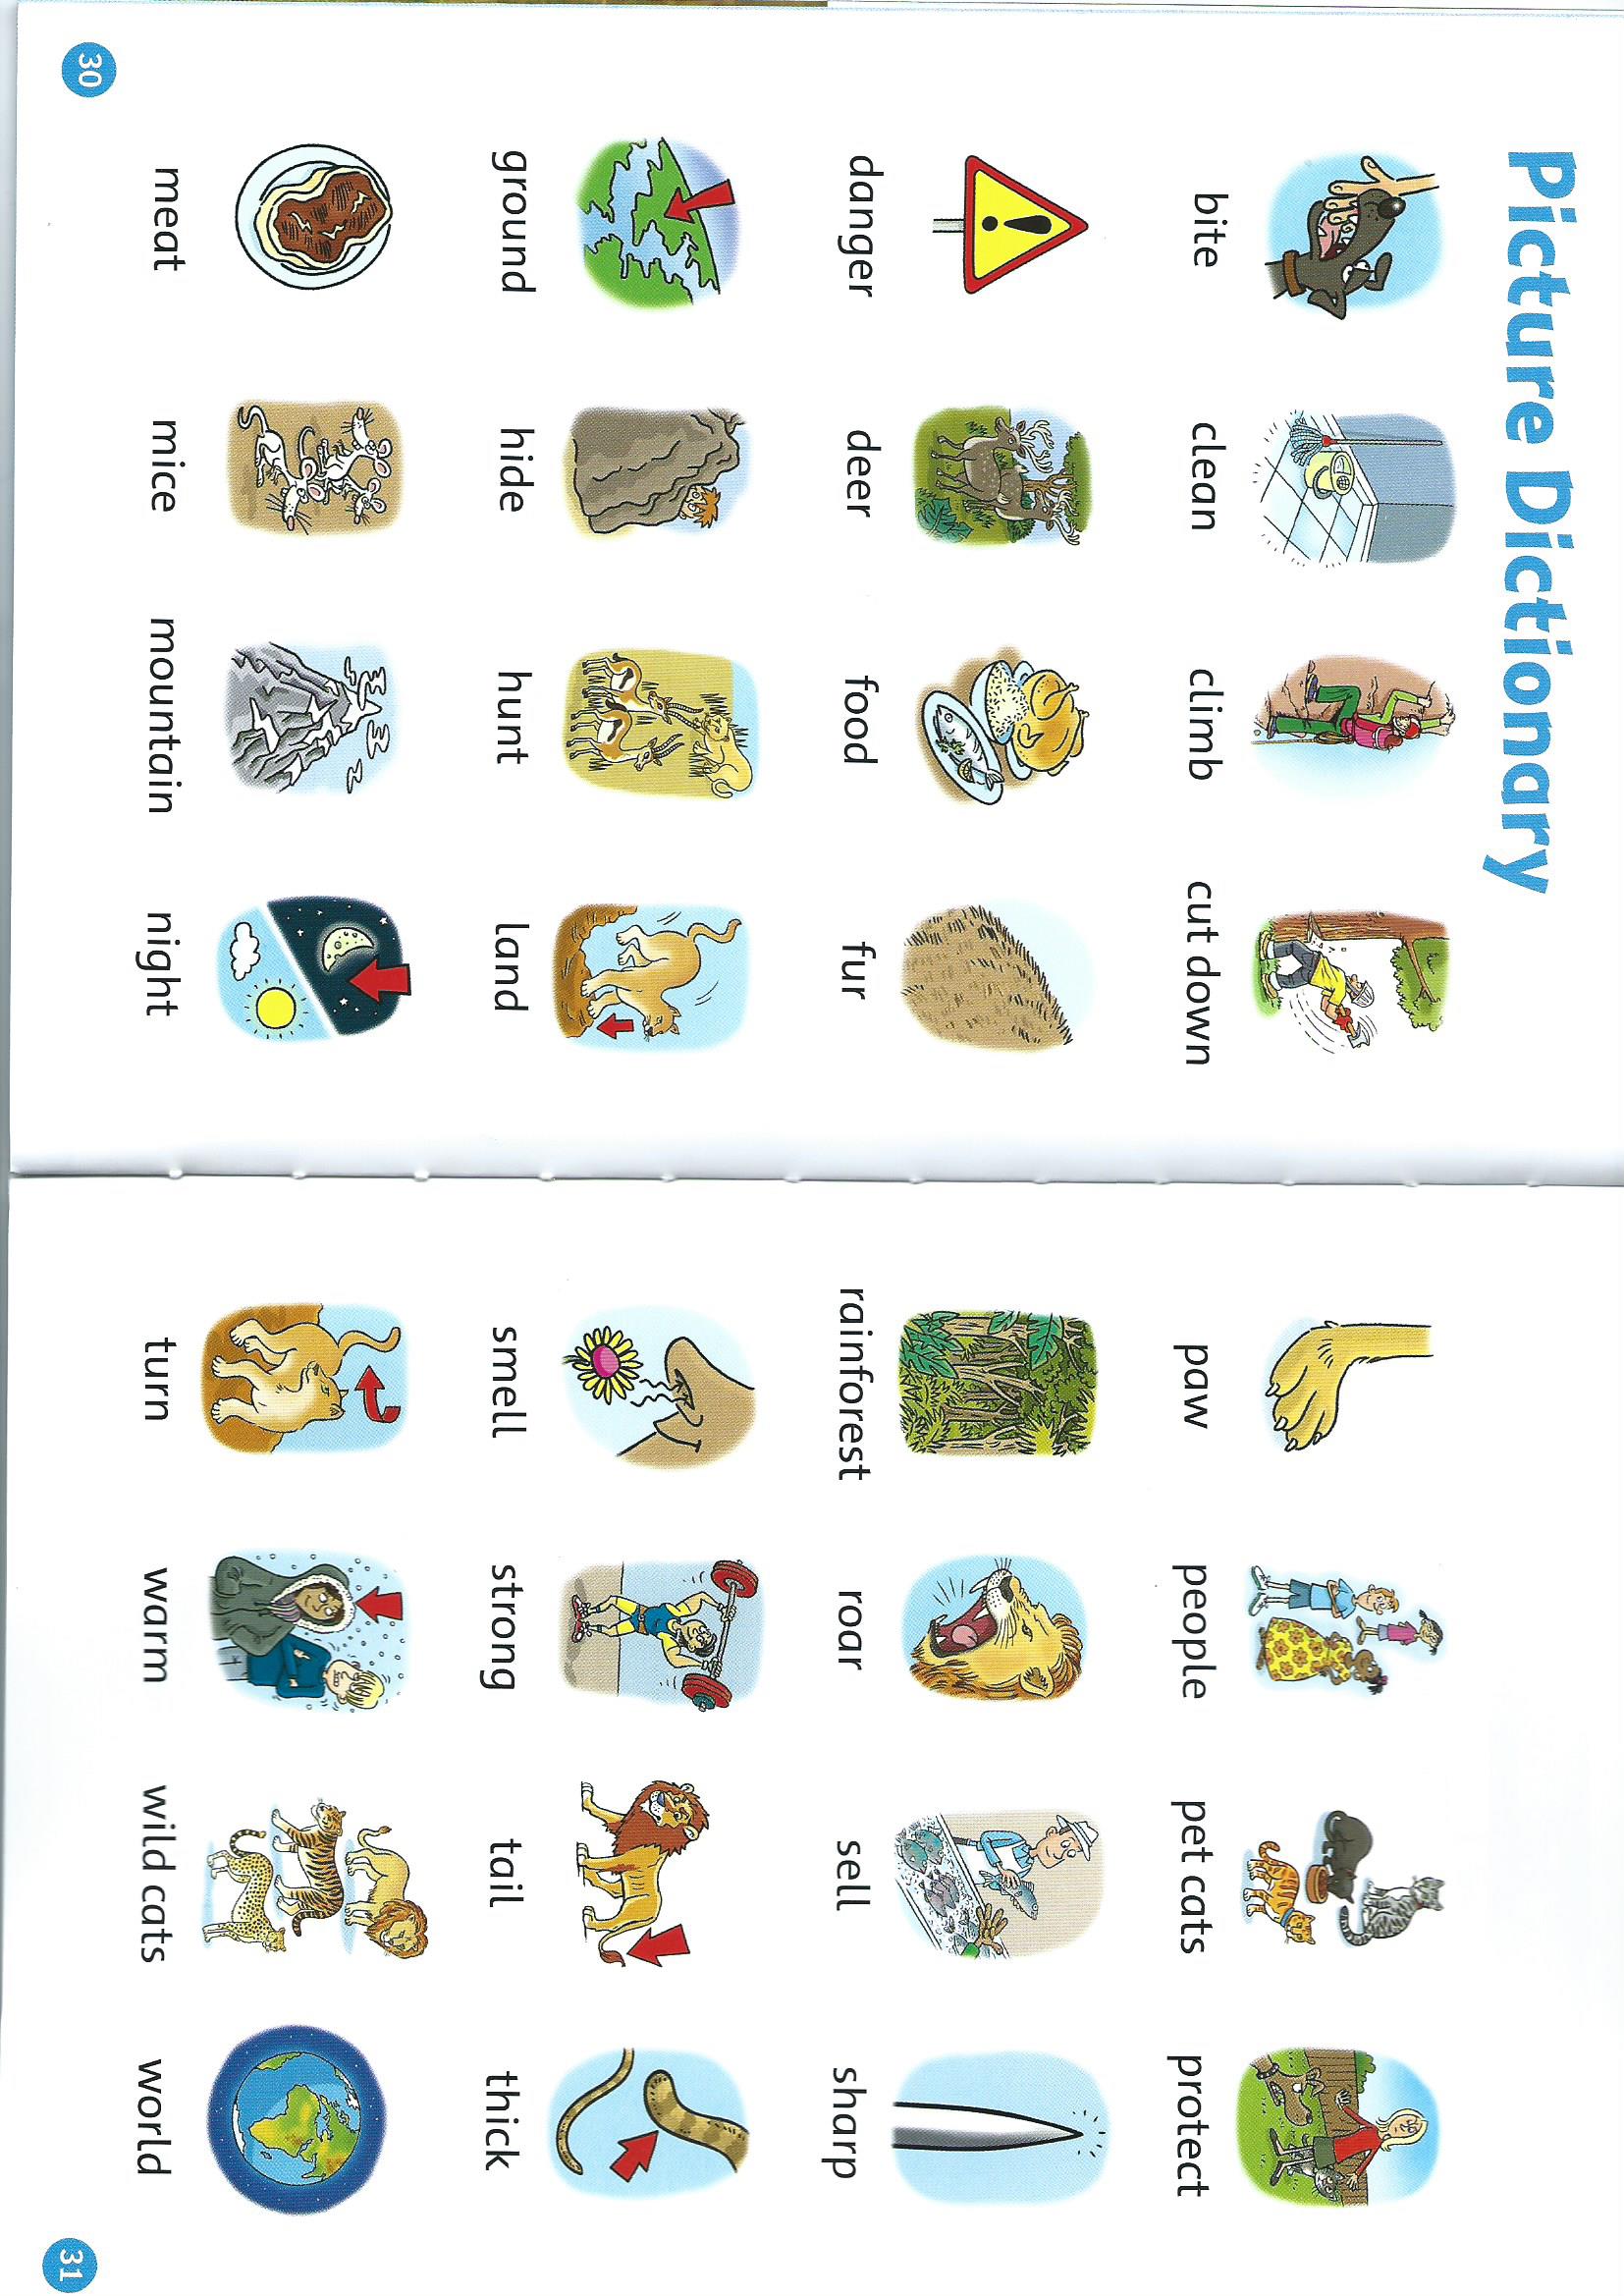 Picture Dictionary
bite clean climb cut down
danger deer food fur
ground hide hunt land
meat mice mountain night
30
paw people pet cats protect
rainforest roar sell sharp
smell strong tail thick
turn warm wild cats world
31